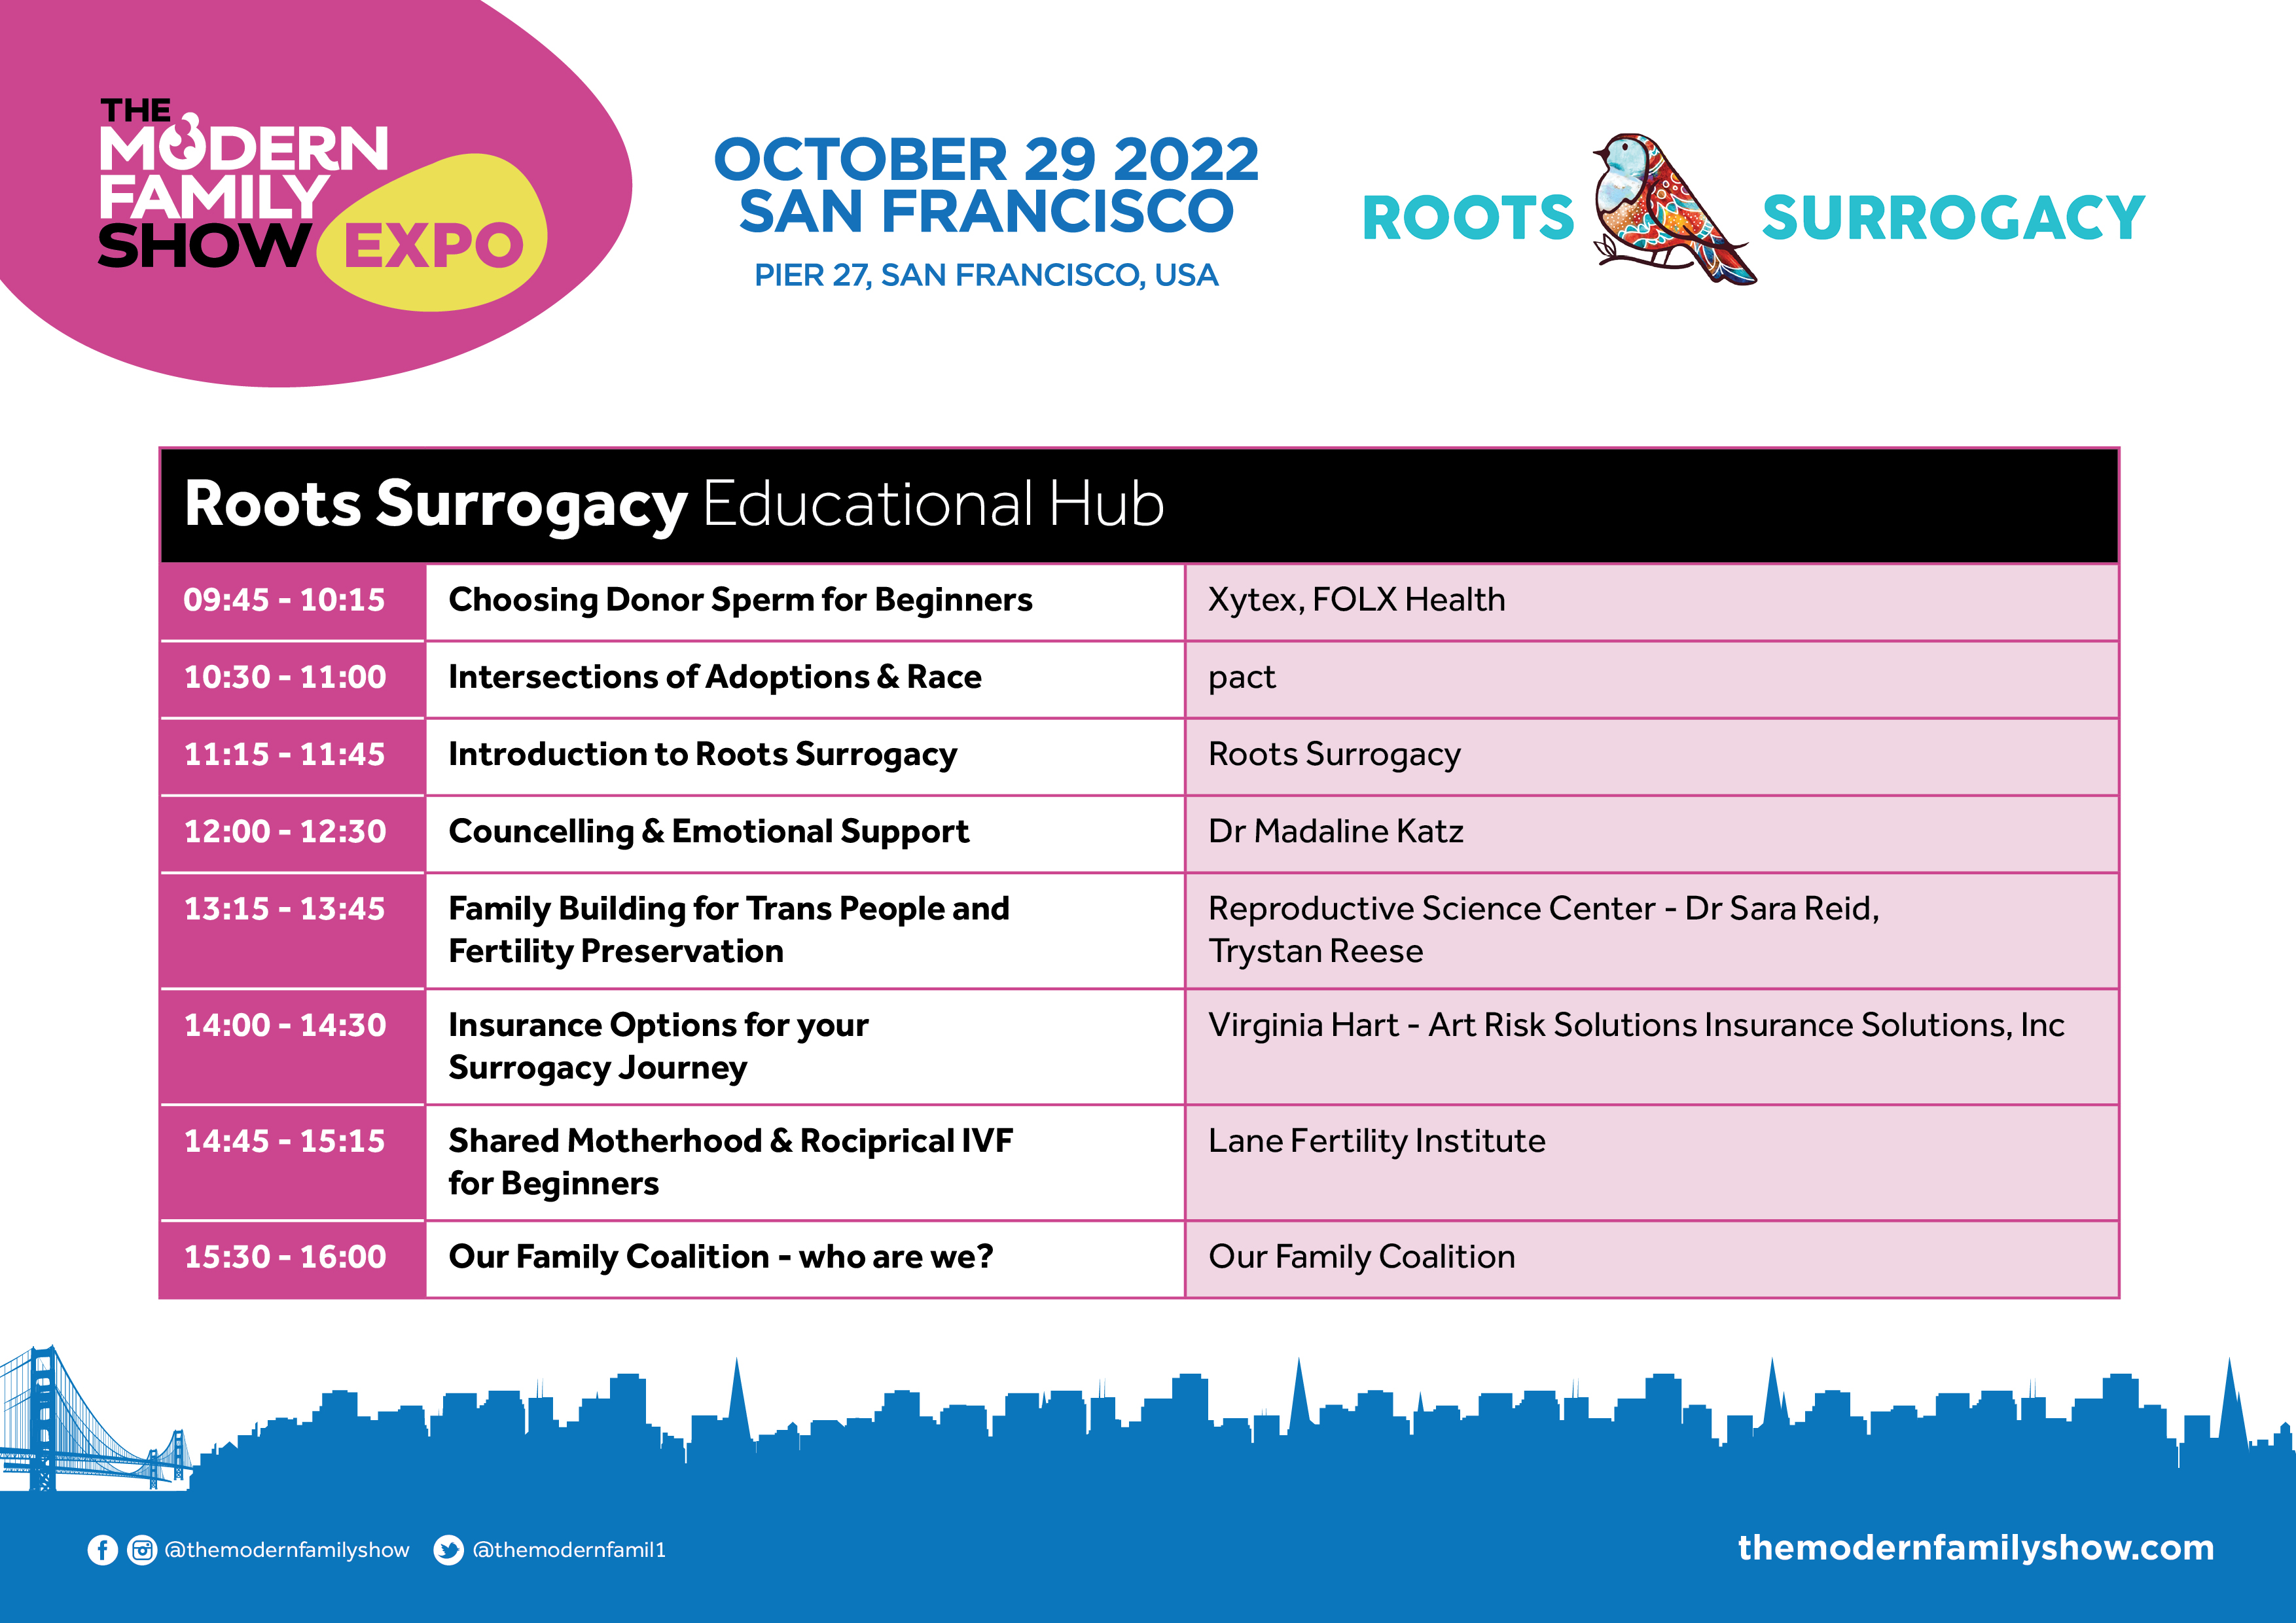 THE
MODERN
FAMILY
SHOW EXPO
OCTOBER 29 2022
SAN FRANCISCO
PIER 27, SAN FRANCISCO, USA
ROOTS SURROGACY
Roots Surrogacy Educational Hub
09:45 - 10:15 Choosing Donor Sperm for Beginners Xytex, FOLX Health
10:30 - 11:00 Intersections of Adoptions & Race pact
11:15 - 11:45 Introduction to Roots Surrogacy Roots Surrogacy
12:00 - 12:30 Councelling & Emotional Support Dr Madaline Katz
13:15 - 13:45 Family Building for Trans People and Reproductive Science Center - Dr Sara Reid,
Fertility Preservation Trystan Reese
14:00 - 14:30 Insurance Options for your Virginia Hart - Art Risk Solutions Insurance Solutions, Inc
Surrogacy Journey
14:45 - 15:15 Shared Motherhood & Rociprical IVF Lane Fertility Institute
for Beginners
15:30 - 16:00 Our Family Coalition - who are we? Our Family Coalition
@themodernfamilyshow @themodernfamil1 themodernfamilyshow.com